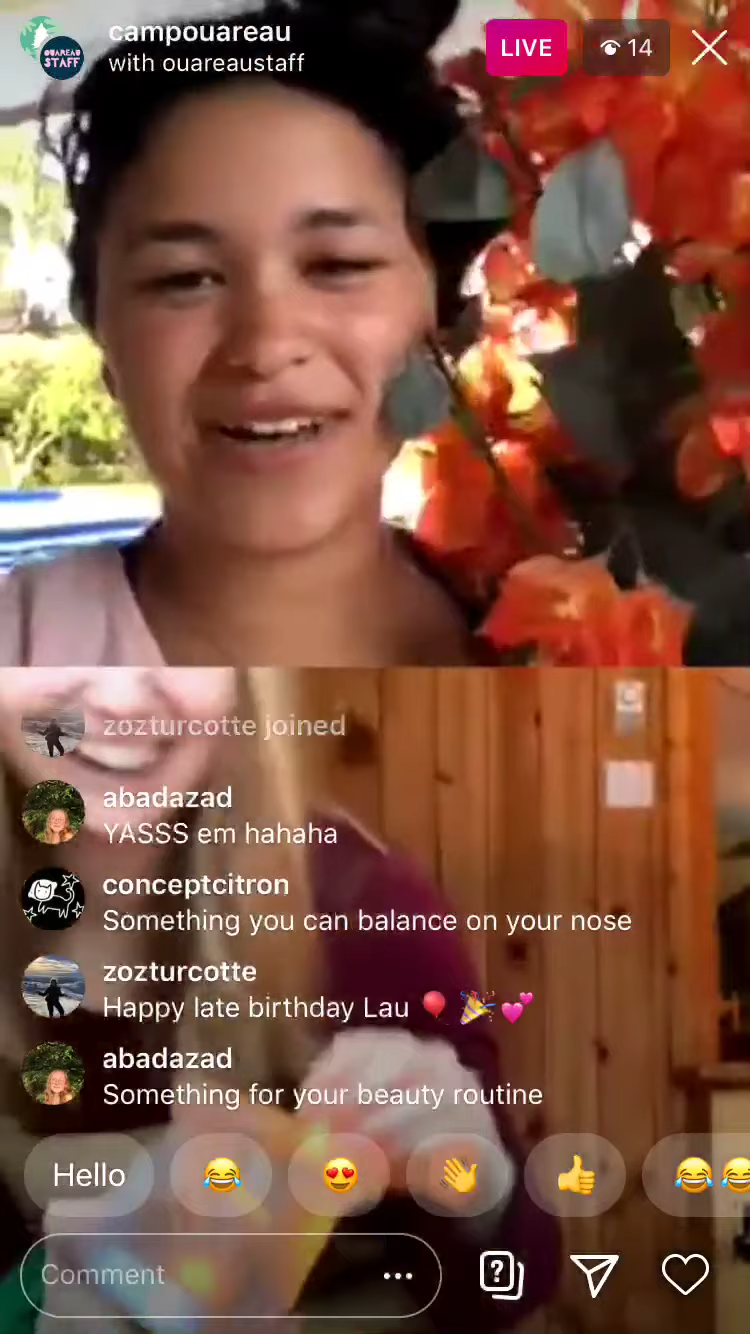 campouareau
with ouareaustaff
OUAREAU
STAFF
LIVE
14
zozturcotte joined
abadazad
YASSS em hahaha
conceptcitron
Something you can balance on your nose
zozturcotte
Happy late birthday Lau 🎈 🎉 💕
abadazad
Something for your beauty routine
Hello 😂 😍 👋 👍 😂 😂
Comment